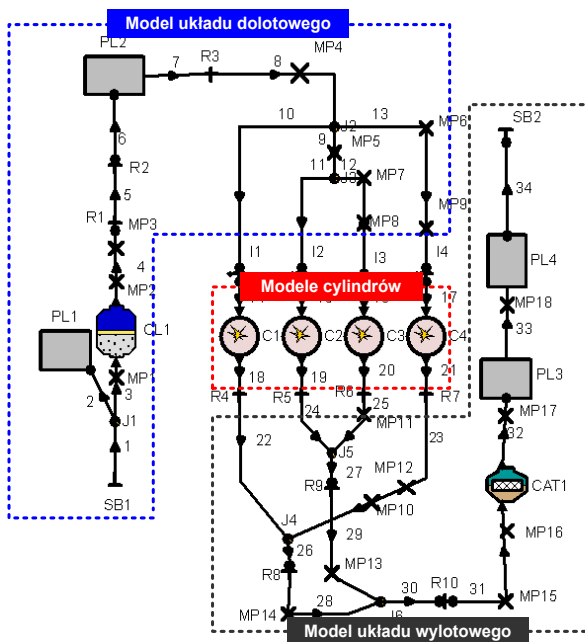 Model układu dolotowego
PL2
7
R3
8
MP4
6
R2
5
R1
MP3
4
MP2
PL1
CL1
MP1
2
3
J1
1
SB1
10
J2
13
MP6
9
MP5
11
12
MP7
MP8
MP9
I1
I2
I3
I4
Modele cylindrów
17
C1
C2
C3
C4
18
19
20
21
R4
R5
R6
R7
24
25
MP11
22
23
J5
27
R9
MP12
MP10
J4
26
29
R8
MP13
MP14
28
J6
30
R10
31
MP15
MP16
CAT1
32
MP17
PL3
33
MP18
PL4
34
SB2
Model układu wylotowego